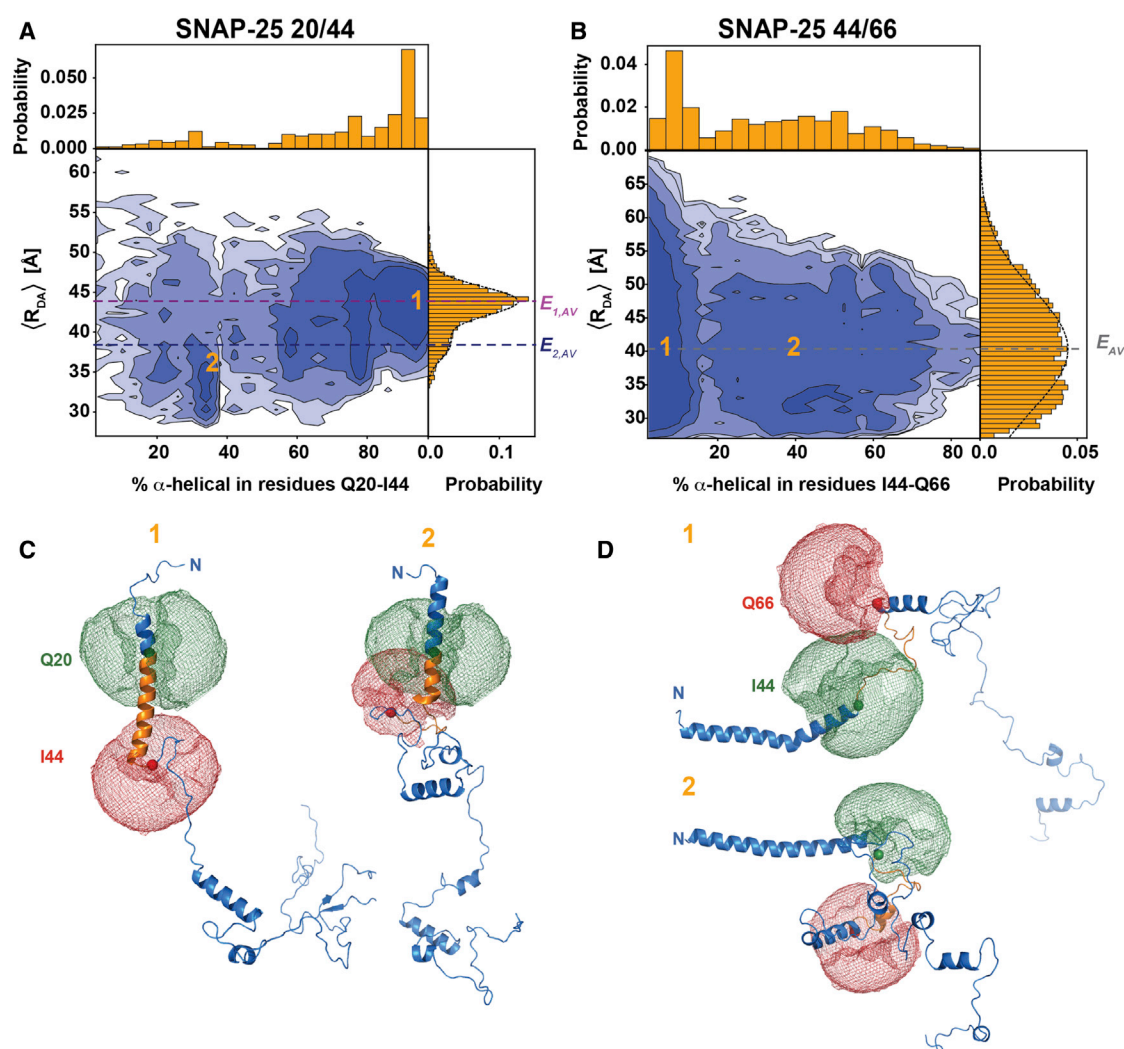 A
SNAP-25 20/44
Probability
0.050
0.025
0.000
⟨R_DA⟩ [Å]
60
55
50
45
40
35
30
1
2
E_1,AV
E_2,AV
20
40
60
80
0.0
0.1
% α-helical in residues Q20-I44
Probability
B
SNAP-25 44/66
Probability
0.04
0.02
0.00
⟨R_DA⟩ [Å]
65
60
55
50
45
40
35
30
1
2
E_AV
20
40
60
80
0.0
0.05
% α-helical in residues I44-Q66
Probability
C
1
N
Q20
I44
2
N
D
1
Q66
I44
N
2
N